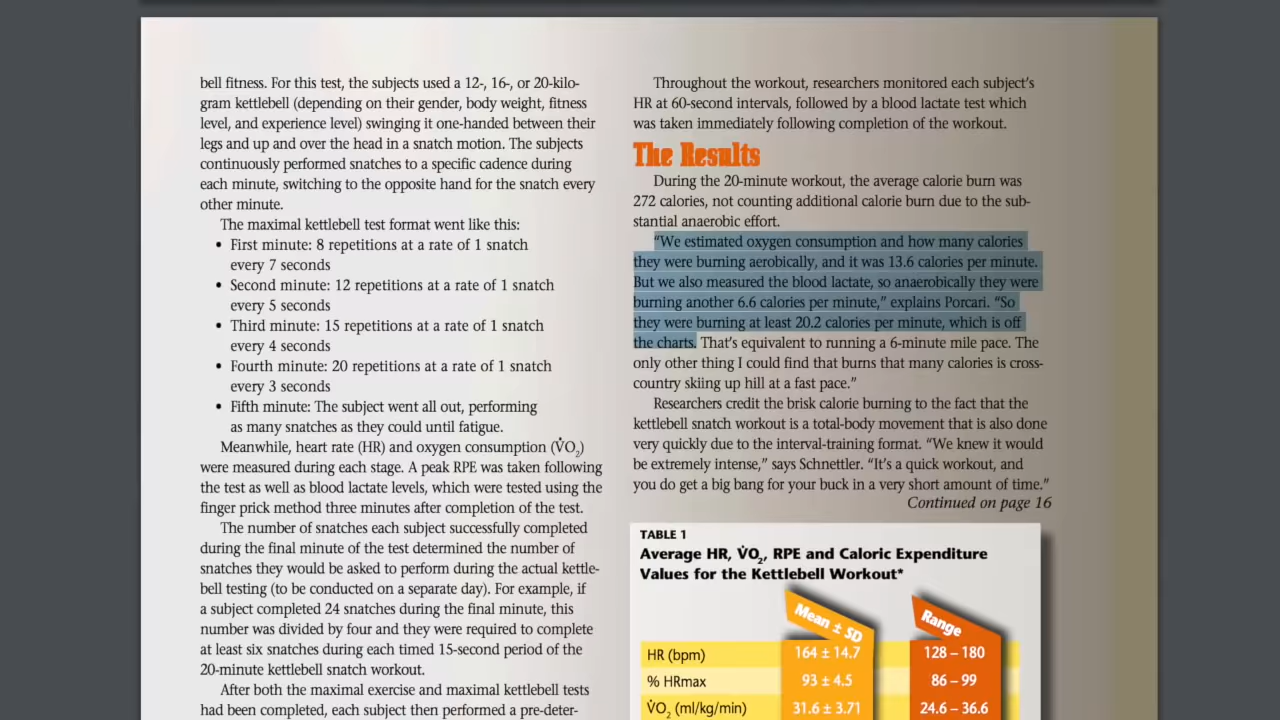 bell fitness. For this test, the subjects used a 12-, 16-, or 20-kilo-
gram kettlebell (depending on their gender, body weight, fitness
level, and experience level) swinging it one-handed between their
legs and up and over the head in a snatch motion. The subjects
continuously performed snatches to a specific cadence during
each minute, switching to the opposite hand for the snatch every
other minute.
The maximal kettlebell test format went like this:
• First minute: 8 repetitions at a rate of 1 snatch
every 7 seconds
• Second minute: 12 repetitions at a rate of 1 snatch
every 5 seconds
• Third minute: 15 repetitions at a rate of 1 snatch
every 4 seconds
• Fourth minute: 20 repetitions at a rate of 1 snatch
every 3 seconds
• Fifth minute: The subject went all out, performing
as many snatches as they could until fatigue.
Meanwhile, heart rate (HR) and oxygen consumption (V̇O₂)
were measured during each stage. A peak RPE was taken following
the test as well as blood lactate levels, which were tested using the
finger prick method three minutes after completion of the test.
The number of snatches each subject successfully completed
during the final minute of the test determined the number of
snatches they would be asked to perform during the actual kettle-
bell testing (to be conducted on a separate day). For example, if
a subject completed 24 snatches during the final minute, this
number was divided by four and they were required to complete
at least six snatches during each timed 15-second period of the
20-minute kettlebell snatch workout.
After both the maximal exercise and maximal kettlebell tests
had been completed, each subject then performed a pre-deter-
Throughout the workout, researchers monitored each subject's
HR at 60-second intervals, followed by a blood lactate test which
was taken immediately following completion of the workout.
The Results
During the 20-minute workout, the average calorie burn was
272 calories, not counting additional calorie burn due to the sub-
stantial anaerobic effort.
"We estimated oxygen consumption and how many calories
they were burning aerobically, and it was 13.6 calories per minute.
But we also measured the blood lactate, so anaerobically they were
burning another 6.6 calories per minute," explains Porcari. "So
they were burning at least 20.2 calories per minute, which is off
the charts. That's equivalent to running a 6-minute mile pace. The
only other thing I could find that burns that many calories is cross-
country skiing up hill at a fast pace."
Researchers credit the brisk calorie burning to the fact that the
kettlebell snatch workout is a total-body movement that is also done
very quickly due to the interval-training format. "We knew it would
be extremely intense," says Schnettler. "It's a quick workout, and
you do get a big bang for your buck in a very short amount of time."
Continued on page 16
TABLE 1
Average HR, V̇O₂, RPE and Caloric Expenditure
Values for the Kettlebell Workout*
Mean ± SD Range
HR (bpm) 164 ± 14.7 128 – 180
% HRmax 93 ± 4.5 86 – 99
V̇O₂ (ml/kg/min) 31.6 ± 3.71 24.6 – 36.6